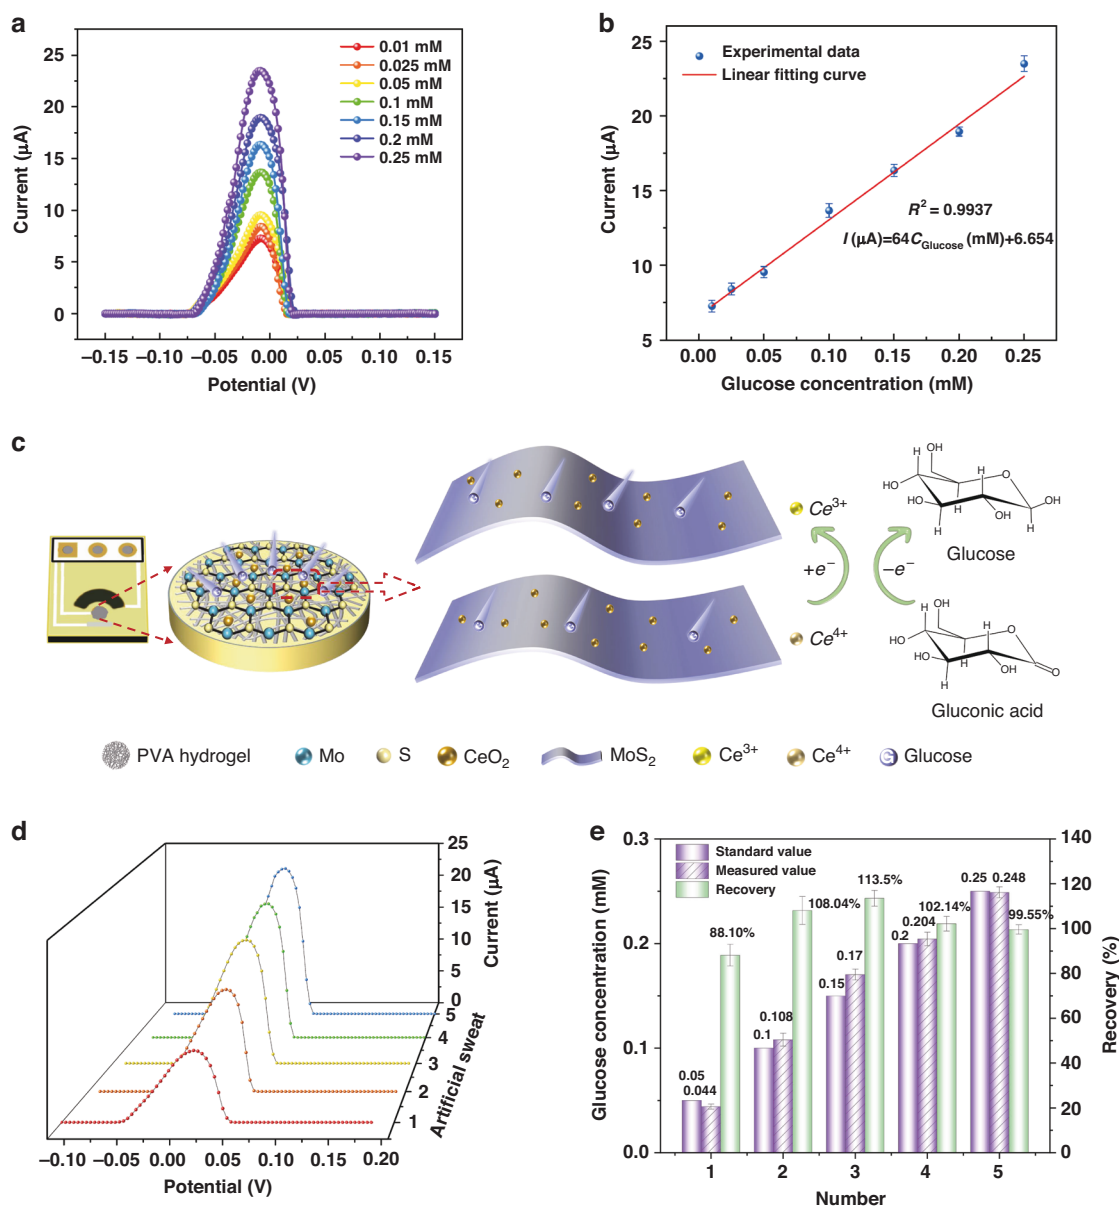 a
25
20
15
10
5
0
Current (μA)
−0.15
−0.10
−0.05
0.00
0.05
0.10
0.15
Potential (V)
0.01 mM
0.025 mM
0.05 mM
0.1 mM
0.15 mM
0.2 mM
0.25 mM
b
25
20
15
10
5
Current (μA)
Experimental data
Linear fitting curve
R² = 0.9937
I (μA)=64C_Glucose (mM)+6.654
0.00
0.05
0.10
0.15
0.20
0.25
Glucose concentration (mM)
c
Ce³⁺
+e⁻
−e⁻
Ce⁴⁺
H
OH
HO
H
O
HO
H
OH
OH
H
H
Glucose
H
OH
HO
H
O
HO
H
OH
O
H
Gluconic acid
G
PVA hydrogel
Mo
S
CeO₂
MoS₂
Ce³⁺
Ce⁴⁺
Glucose
d
25
20
15
10
5
0
Current (μA)
5
4
3
2
1
Artificial sweat
−0.10
−0.05
0.00
0.05
0.10
0.15
0.20
Potential (V)
e
0.3
0.2
0.1
0.0
Glucose concentration (mM)
Standard value
Measured value
Recovery
0.05
0.044
88.10%
0.1
0.108
108.04%
0.15
0.17
113.5%
0.2
0.204
102.14%
0.25
0.248
99.55%
140
120
100
80
60
40
20
0
Recovery (%)
1
2
3
4
5
Number